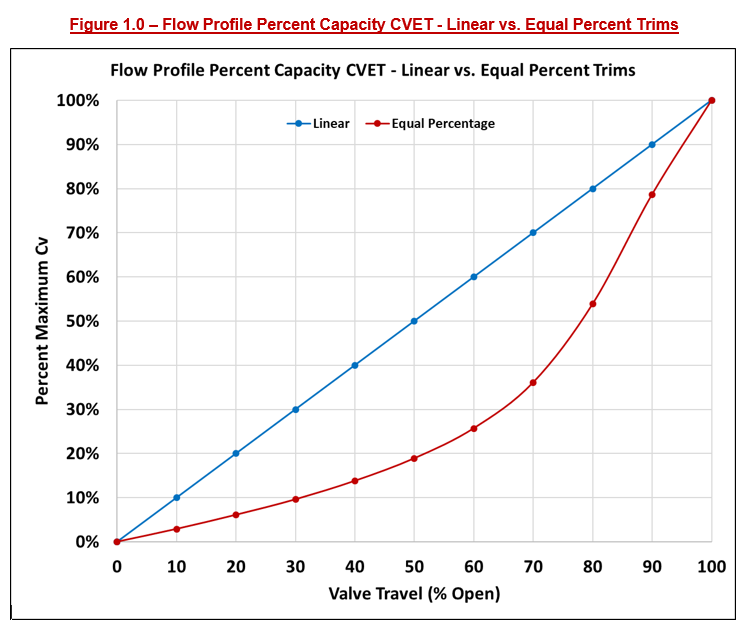 Figure 1.0 – Flow Profile Percent Capacity CVET - Linear vs. Equal Percent Trims
Flow Profile Percent Capacity CVET - Linear vs. Equal Percent Trims
Linear
Equal Percentage
Percent Maximum Cv
100%
90%
80%
70%
60%
50%
40%
30%
20%
10%
0%
0 10 20 30 40 50 60 70 80 90 100
Valve Travel (% Open)